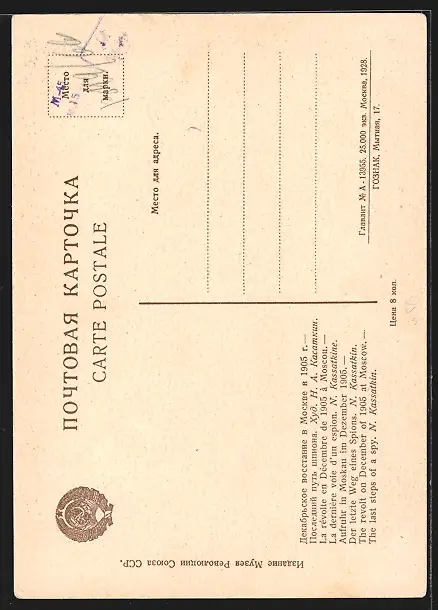 ПОЧТОВАЯ КАРТОЧКА
CARTE POSTALE
Место
для
марки.
М-45
15
Место для адреса.
Декабрьское восстание в Москве в 1905 г.—
Последний путь шпиона. Худ. Н. А. Касаткин.
La révolte en Décembre de 1905 à Moscou.—
La dernière voie d'un espion. N. Kassatkine.
Aufruhr in Moskau im Dezember 1905.—
Der letzte Weg eines Spions. N. Kassatkin.
The revolt on December of 1905 at Moscow.—
The last steps of a spy. N. Kassatkin.
Главлит № А-13955. 25.000 экз. Москва, 1928.
ГОЗНАК. Мытная, 17.
Цена 8 коп.
Издание Музея Революции Союза ССР.